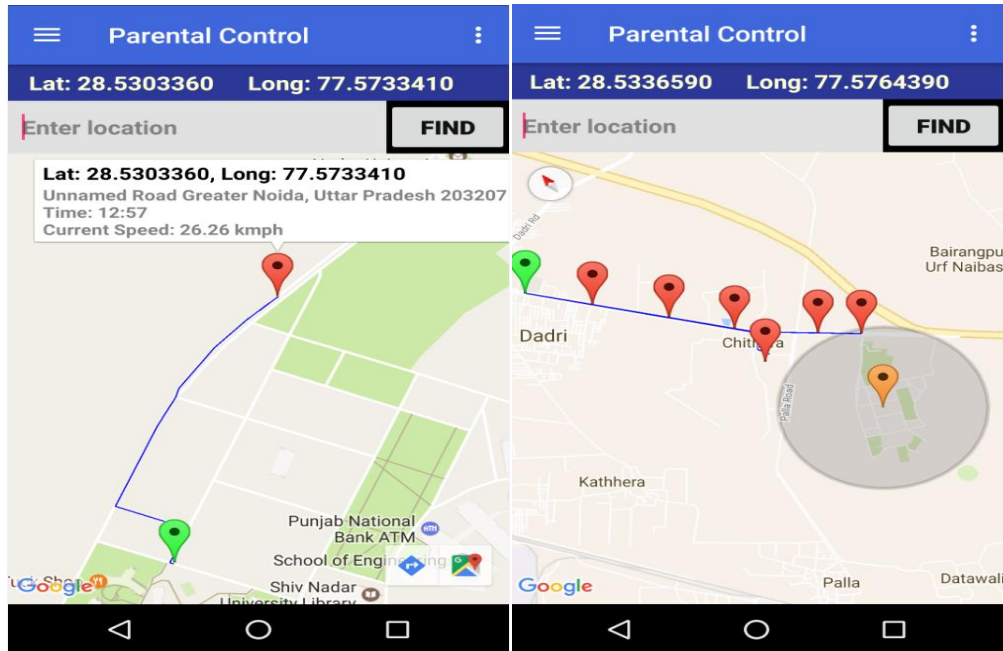 Parental Control
Lat: 28.5303360 Long: 77.5733410
Enter location
FIND
Lat: 28.5303360, Long: 77.5733410
Unnamed Road Greater Noida, Uttar Pradesh 203207
Time: 12:57
Current Speed: 26.26 kmph
Punjab National
Bank ATM
ATM
School of Engineering
Shiv Nadar
University Library
Google
Parental Control
Lat: 28.5336590 Long: 77.5764390
Enter location
FIND
Dadri Rd
Bairangpu
Urf Naibas
Dadri
Palla Road
Kathhera
Palla
Datawali
Google